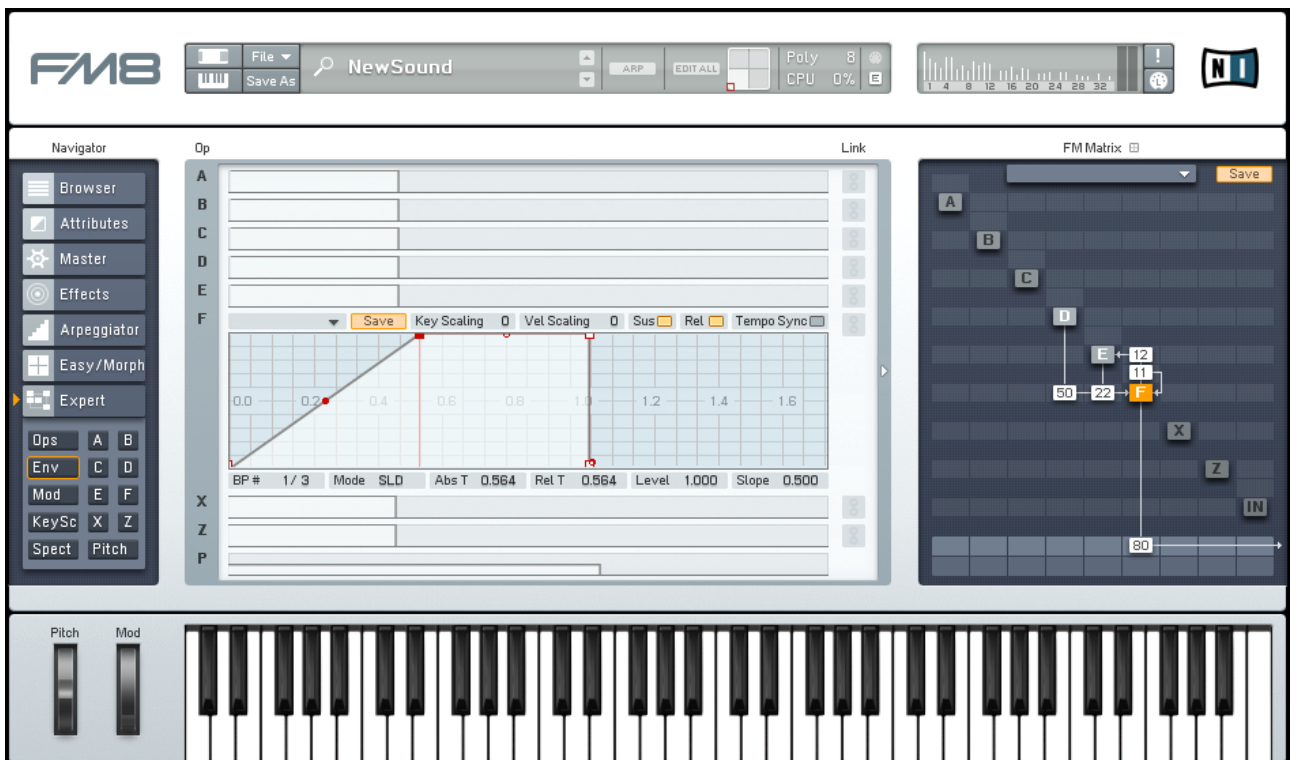 FM8
File
Save As
NewSound
ARP
EDIT ALL
Poly 8
CPU 0% E
1 4 8 12 16 20 24 28 32
!
NI
Navigator
Op
Link
FM Matrix
Browser
Attributes
Master
Effects
Arpeggiator
Easy/Morph
Expert
Ops A B
Env C D
Mod E F
KeySc X Z
Spect Pitch
A
B
C
D
E
F
Save Key Scaling 0 Vel Scaling 0 Sus Rel Tempo Sync
0.0 0.2 0.4 0.6 0.8 1.0 1.2 1.4 1.6
BP # 1 / 3 Mode SLD Abs T 0.564 Rel T 0.564 Level 1.000 Slope 0.500
X
Z
P
Save
A
B
C
D
E 12
11
50 22 F
X
Z
IN
80
Pitch Mod